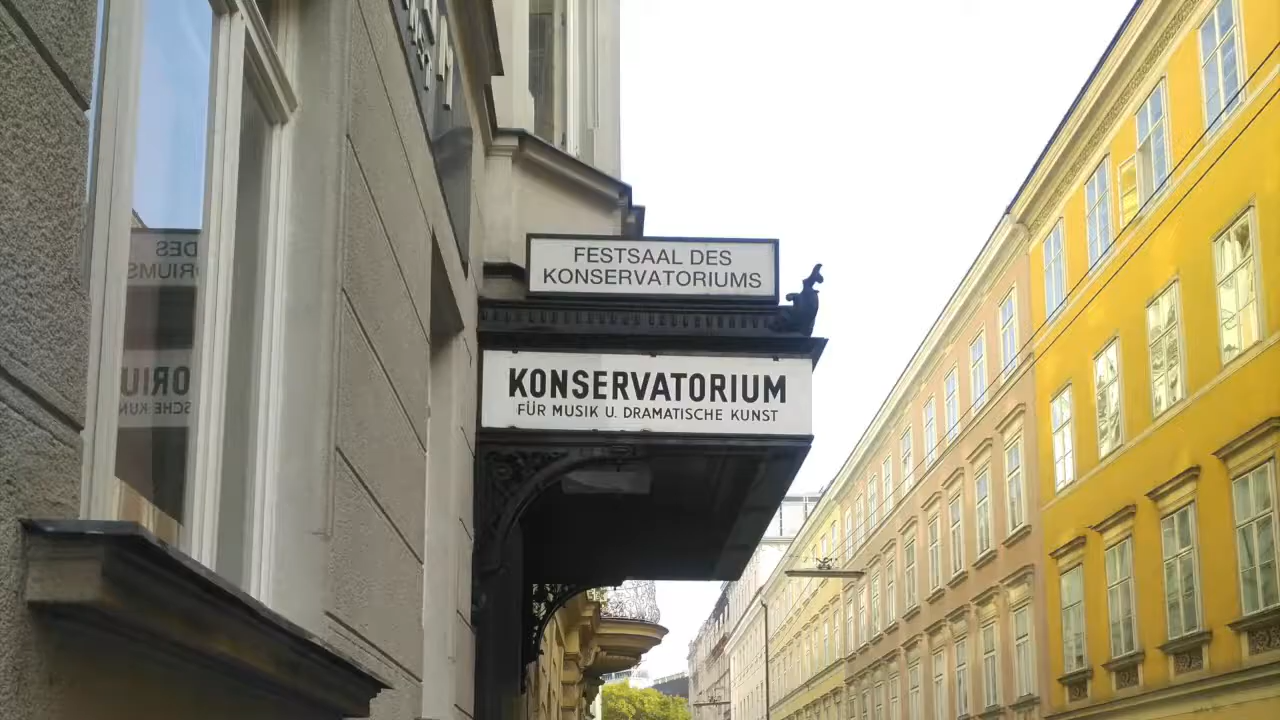 FESTSAAL DES
KONSERVATORIUMS
KONSERVATORIUM
FÜR MUSIK U. DRAMATISCHE KUNST